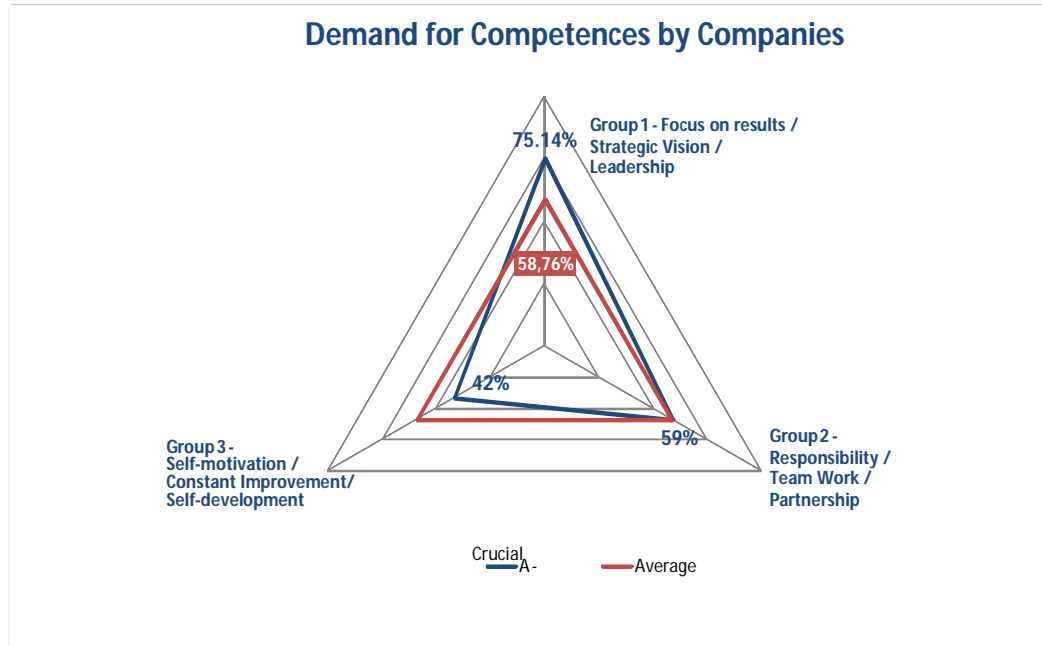 Demand for Competences by Companies
75.14%
Group 1 - Focus on results /
Strategic Vision /
Leadership
58,76%
42%
59%
Group 2 -
Responsibility /
Team Work /
Partnership
Group 3 -
Self-motivation /
Constant Improvement/
Self-development
Crucial
A -
Average